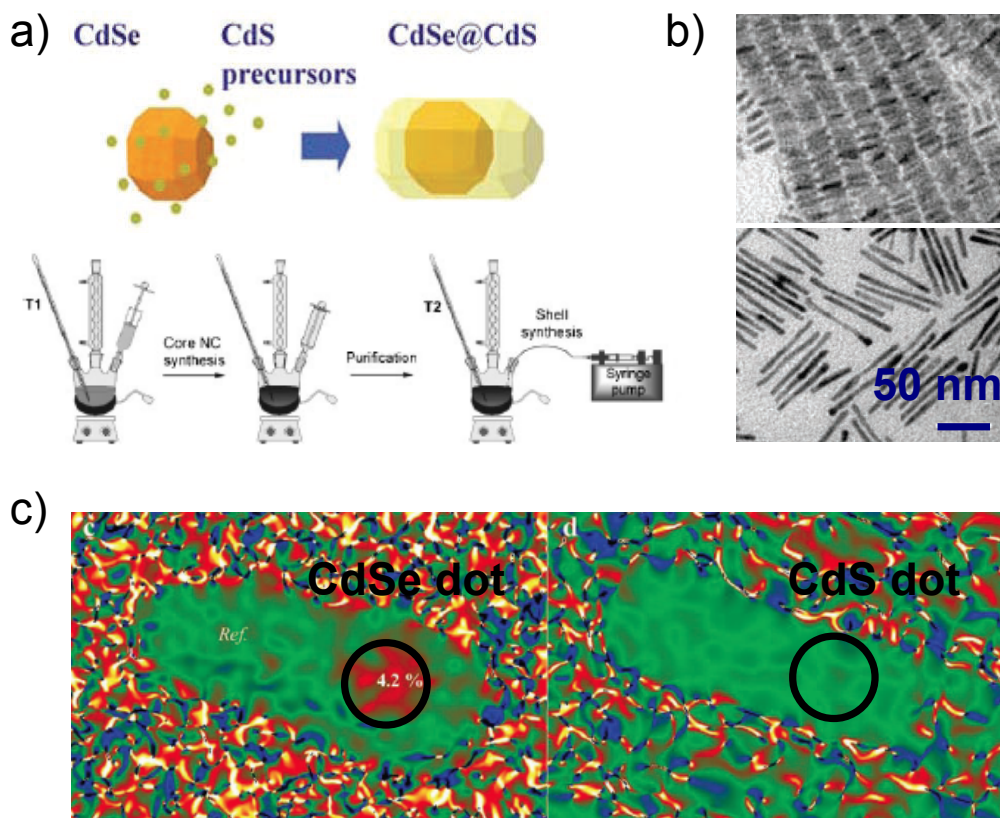 a)
CdSe
CdS
precursors
CdSe@CdS
b)
T1
Core NC
synthesis
Purification
T2
Shell
synthesis
Syringe
pump
50 nm
c)
c
CdSe dot
Ref.
4.2 %
d
CdS dot